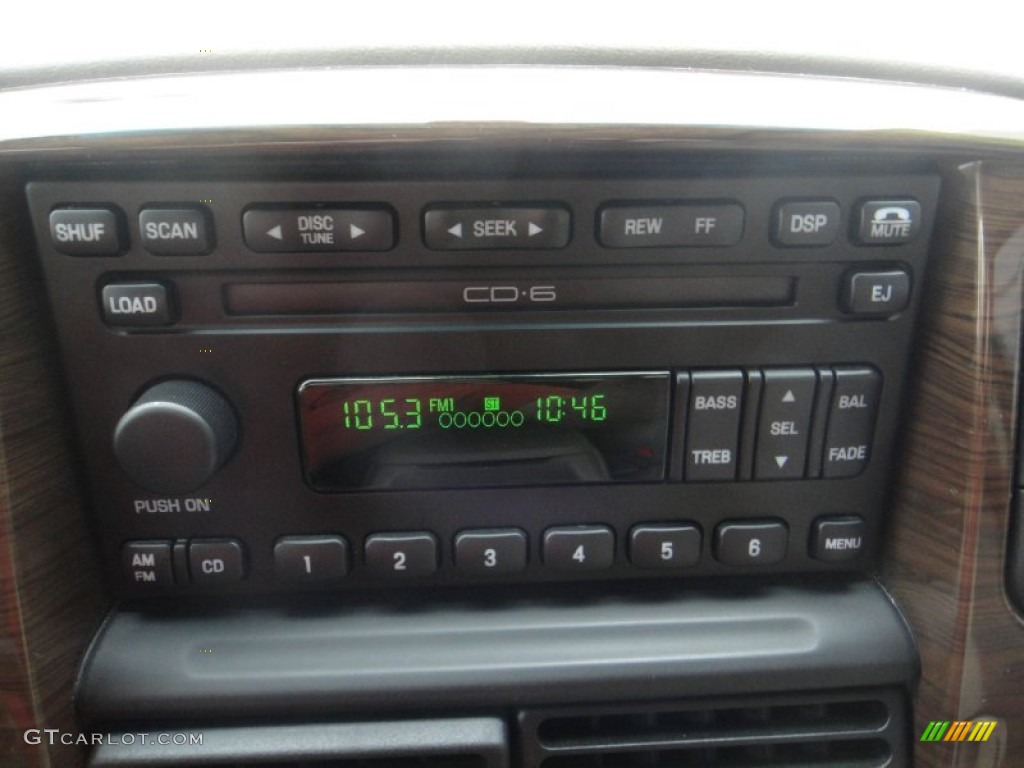 SHUF SCAN DISC TUNE SEEK REW FF DSP MUTE
LOAD CD·6 EJ
105.3 FM1 ST 10:46
BASS SEL BAL
TREB FADE
PUSH ON
AM FM CD 1 2 3 4 5 6 MENU
GTCARLOT.COM